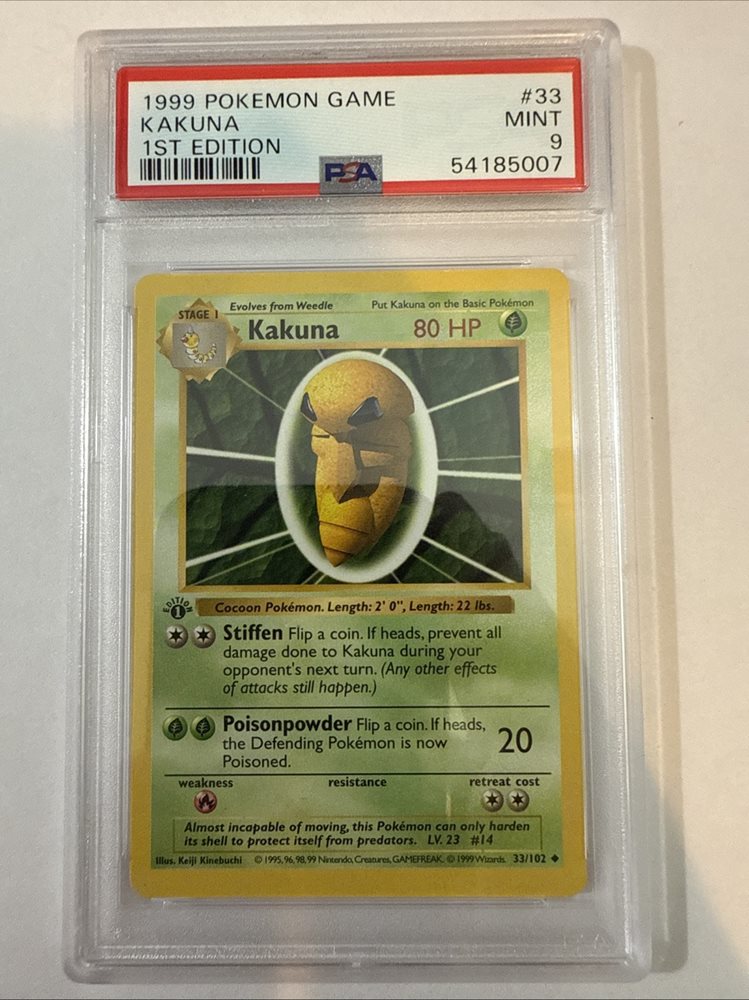 1999 POKEMON GAME #33
KAKUNA MINT
1ST EDITION 9
PSA 54185007
Evolves from Weedle Put Kakuna on the Basic Pokémon
STAGE 1
Kakuna 80 HP
EDITION
1
Cocoon Pokémon. Length: 2' 0", Length: 22 lbs.
Stiffen Flip a coin. If heads, prevent all
damage done to Kakuna during your
opponent's next turn. (Any other effects
of attacks still happen.)
Poisonpowder Flip a coin. If heads,
the Defending Pokémon is now 20
Poisoned.
weakness resistance retreat cost
Almost incapable of moving, this Pokémon can only harden
its shell to protect itself from predators. LV. 23 #14
Illus. Keiji Kinebuchi © 1995, 96, 98, 99 Nintendo, Creatures, GAMEFREAK. © 1999 Wizards. 33/102